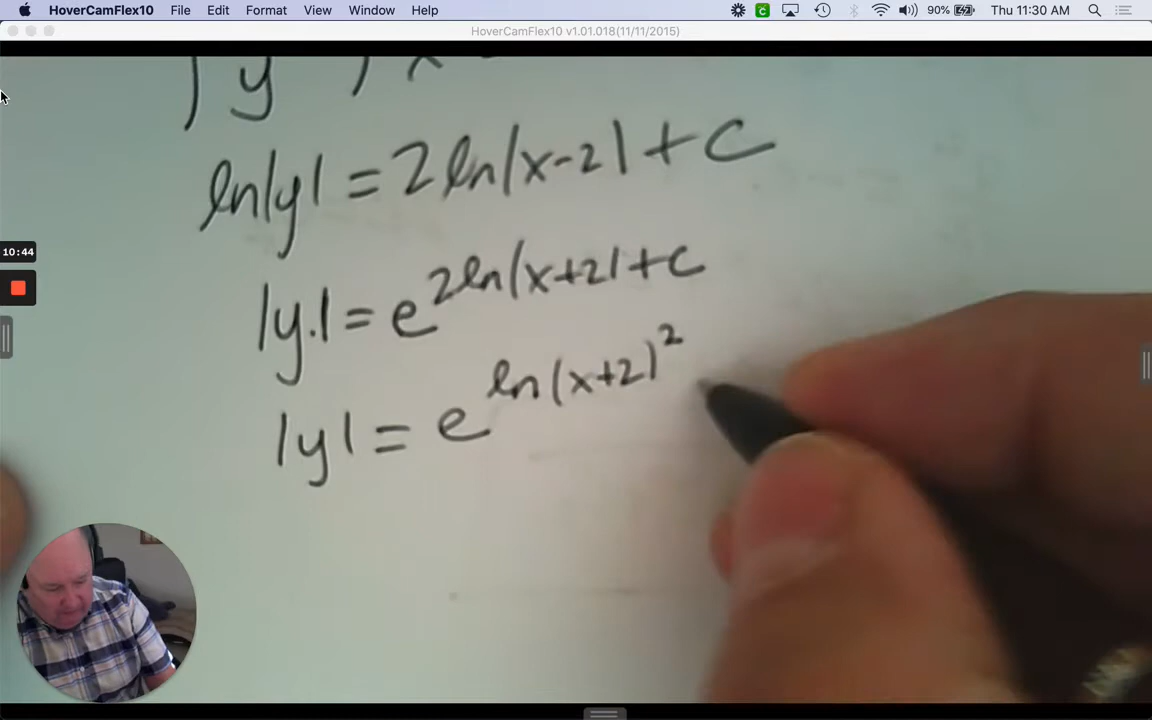 HoverCamFlex10 File Edit Format View Window Help 90% Thu 11:30 AM
HoverCamFlex10 v1.01.018(11/11/2015)
∫ y ∫ x
ln|y| = 2ln|x-2| + C
10:44
|y.| = e^{2ln|x+2|+C}
|y| = e^{ln(x+2)^2}